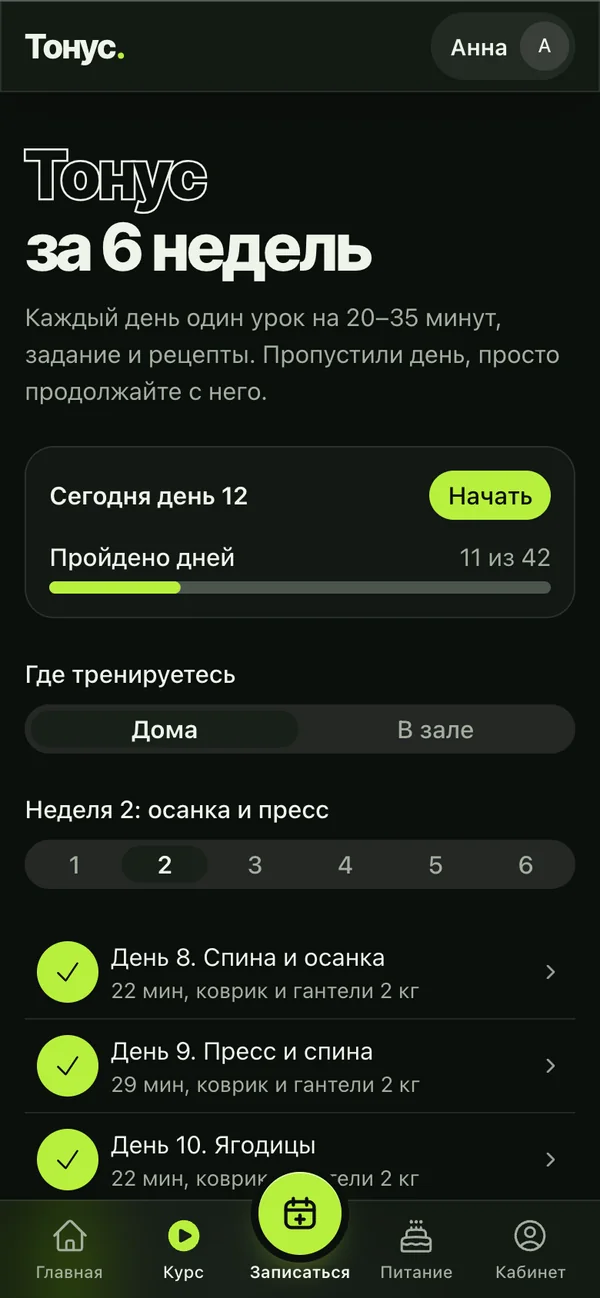 Тонус.
Анна
А
Тонус
за 6 недель
Каждый день один урок на 20–35 минут,
задание и рецепты. Пропустили день, просто
продолжайте с него.
Сегодня день 12
Начать
Пройдено дней
11 из 42
Где тренируетесь
Дома
В зале
Неделя 2: осанка и пресс
1
2
3
4
5
6
День 8. Спина и осанка
22 мин, коврик и гантели 2 кг
День 9. Пресс и спина
29 мин, коврик и гантели 2 кг
День 10. Ягодицы
22 мин, коврик тели 2 кг
Главная
Курс
Записаться
Питание
Кабинет